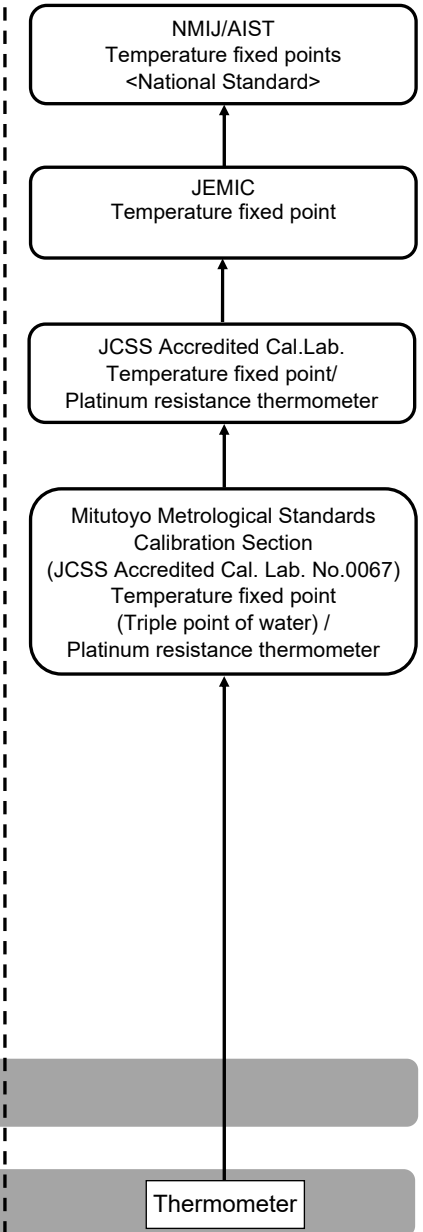 NMIJ/AIST
Temperature fixed points
<National Standard>
JEMIC
Temperature fixed point
JCSS Accredited Cal.Lab.
Temperature fixed point/
Platinum resistance thermometer
Mitutoyo Metrological Standards
Calibration Section
(JCSS Accredited Cal. Lab. No.0067)
Temperature fixed point
(Triple point of water) /
Platinum resistance thermometer
Thermometer